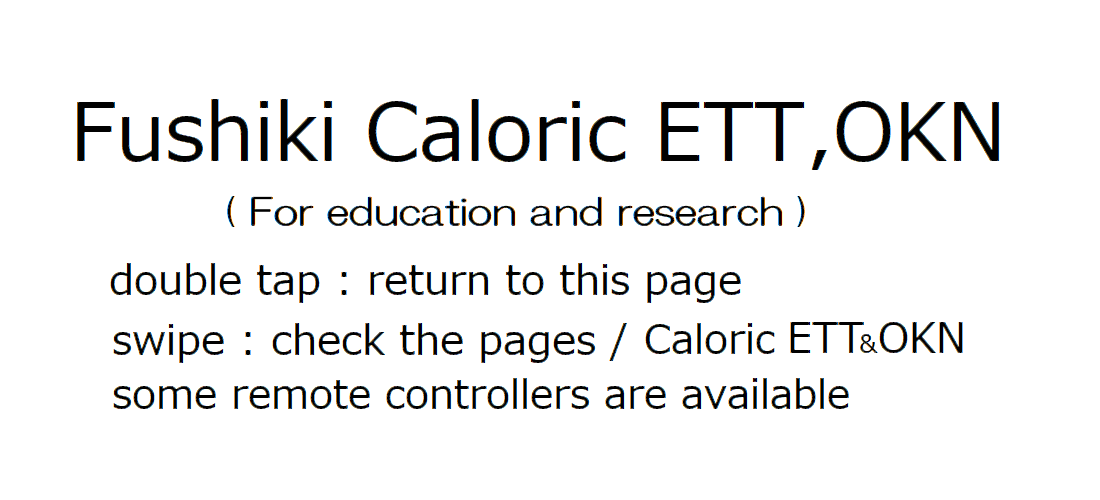 Fushiki Caloric ETT,OKN
( For education and research )
double tap : return to this page
swipe : check the pages / Caloric ETT&OKN
some remote controllers are available